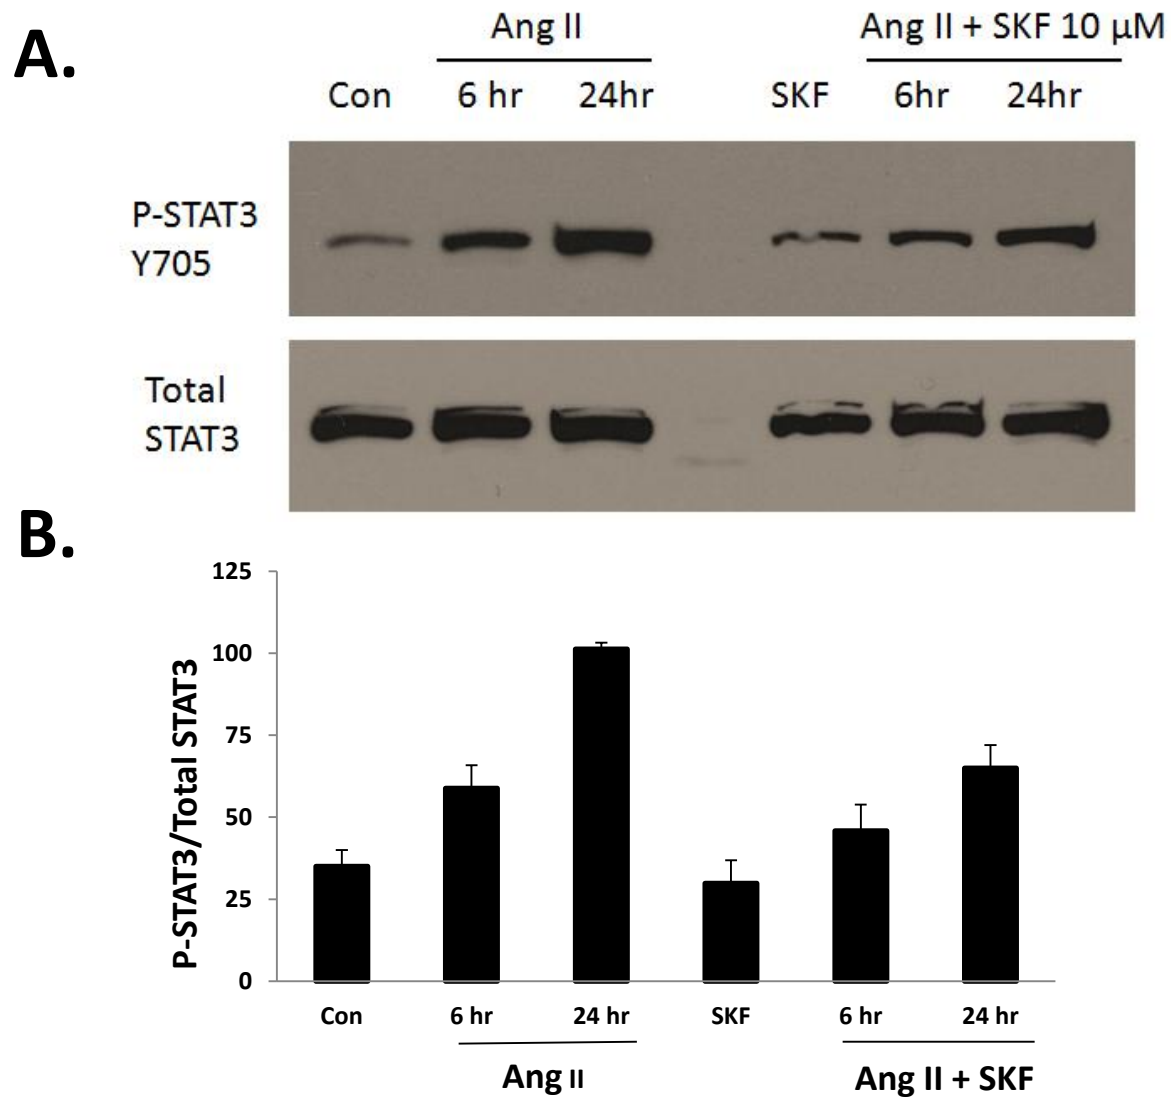 A.
Ang II
Ang II + SKF 10 µM
Con 6 hr 24hr SKF 6hr 24hr
P-STAT3
Y705
Total
STAT3
B.
P-STAT3/Total STAT3
125
100
75
50
25
0
Con 6 hr 24 hr SKF 6 hr 24 hr
Ang II Ang II + SKF